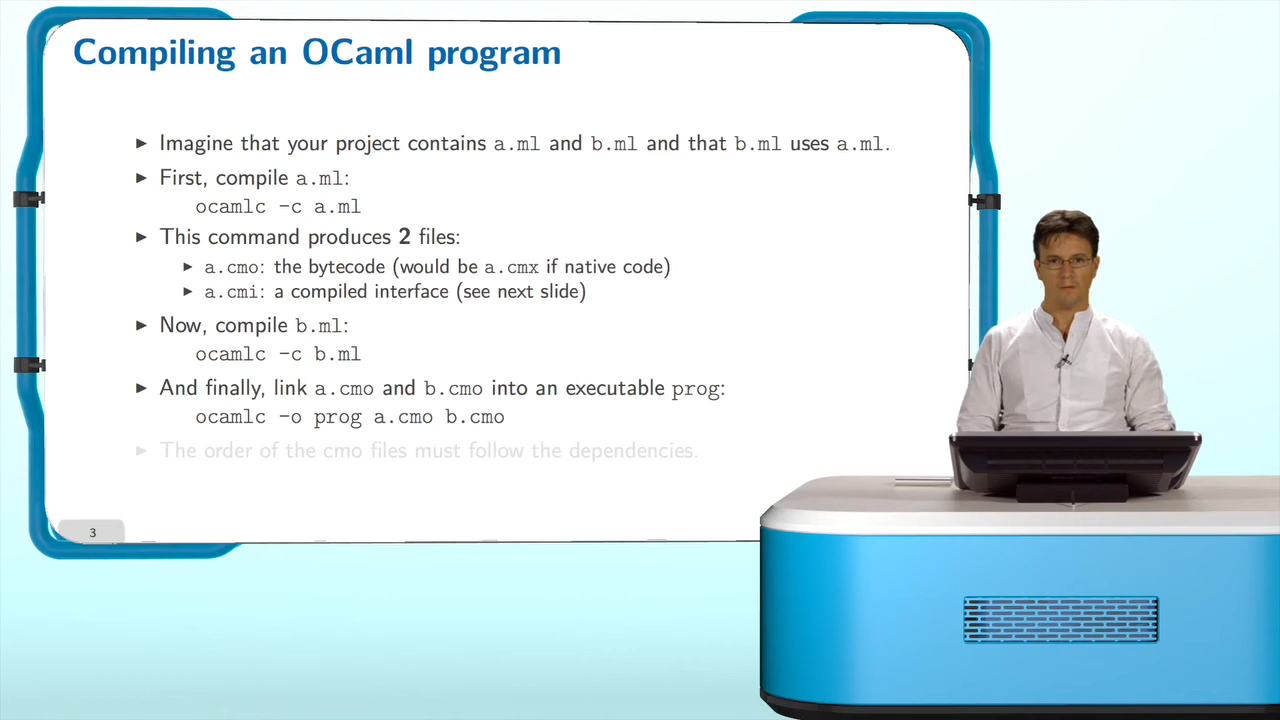 Compiling an OCaml program
▶ Imagine that your project contains a.ml and b.ml and that b.ml uses a.ml.
▶ First, compile a.ml:
ocamlc -c a.ml
▶ This command produces 2 files:
▶ a.cmo: the bytecode (would be a.cmx if native code)
▶ a.cmi: a compiled interface (see next slide)
▶ Now, compile b.ml:
ocamlc -c b.ml
▶ And finally, link a.cmo and b.cmo into an executable prog:
ocamlc -o prog a.cmo b.cmo
▶ The order of the cmo files must follow the dependencies.
3